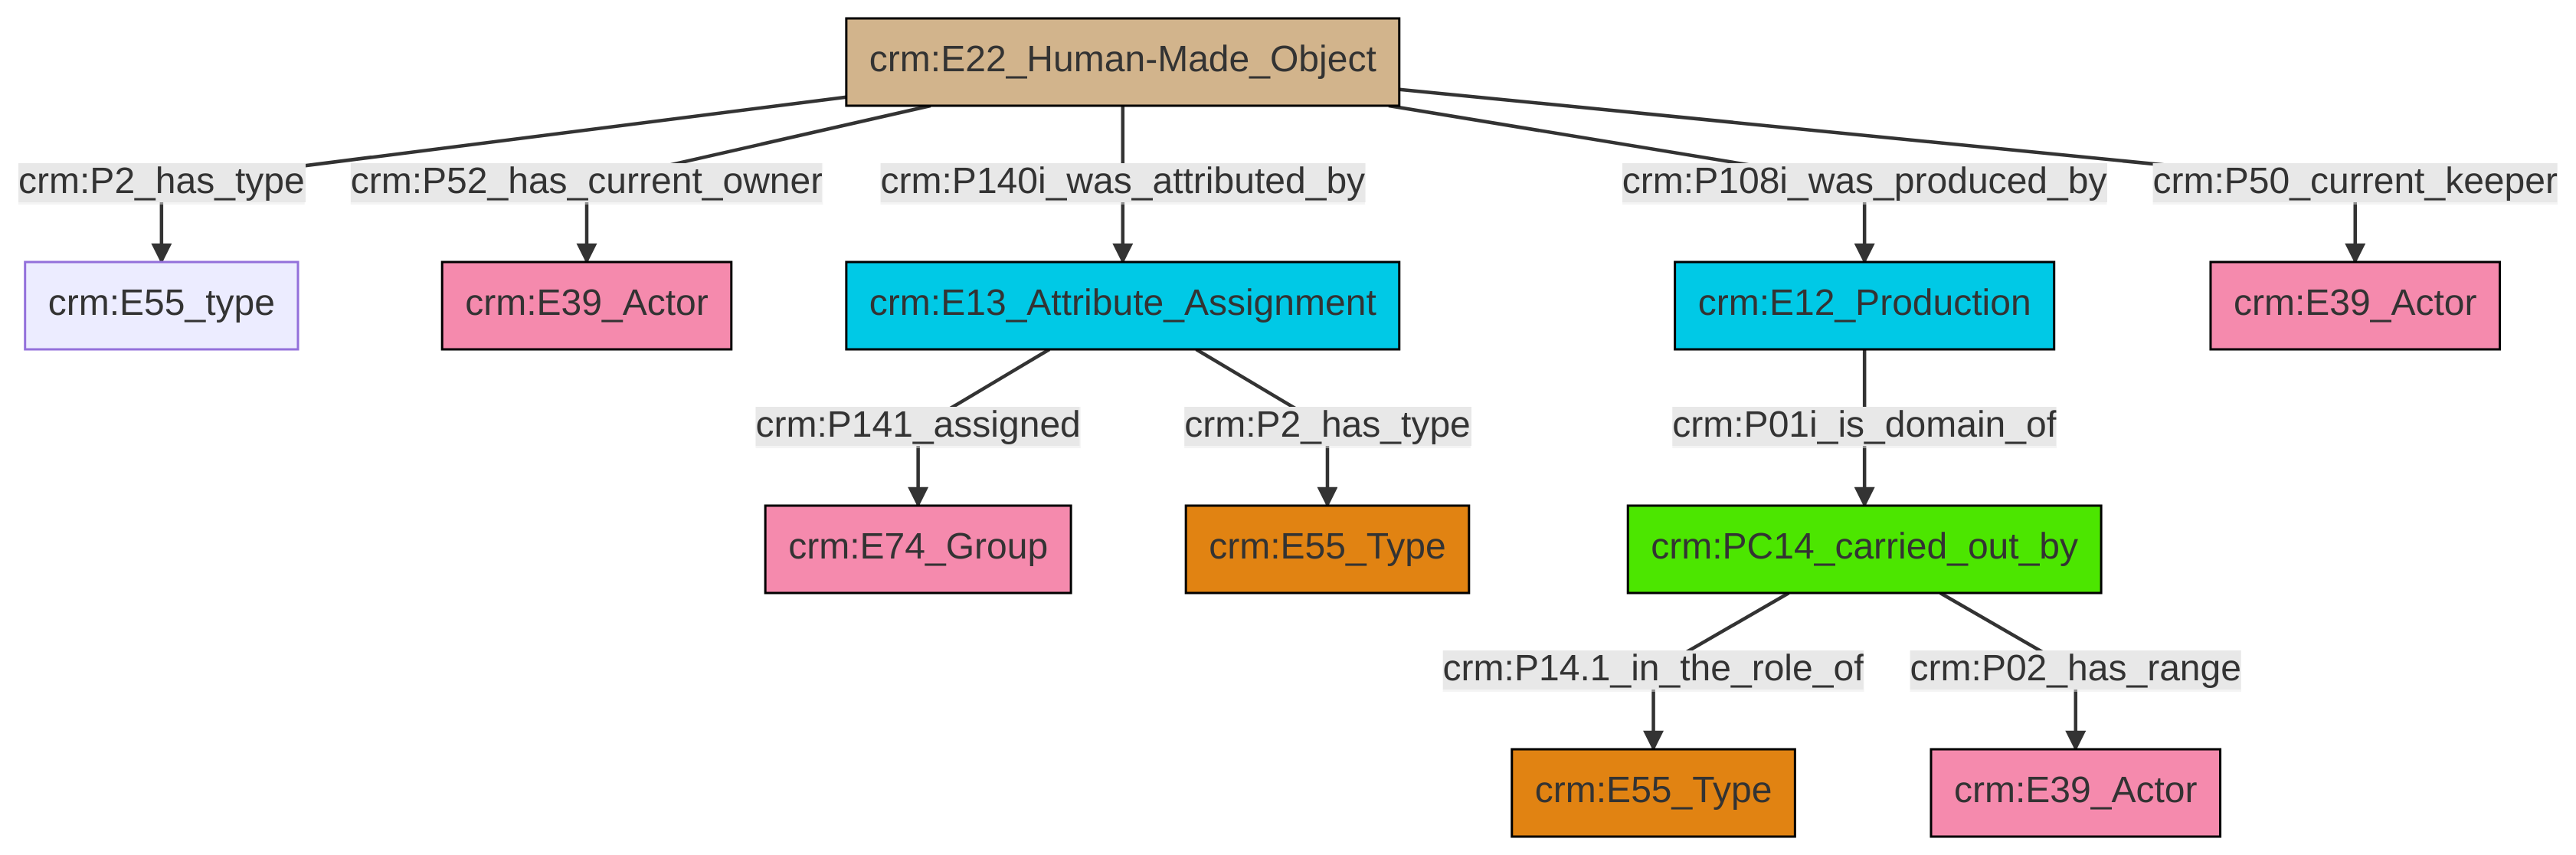 crm:E22_Human-Made_Object
crm:P2_has_type
crm:P52_has_current_owner
crm:P140i_was_attributed_by
crm:P108i_was_produced_by
crm:P50_current_keeper
crm:E55_type
crm:E39_Actor
crm:E13_Attribute_Assignment
crm:E12_Production
crm:E39_Actor
crm:P141_assigned
crm:P2_has_type
crm:P01i_is_domain_of
crm:E74_Group
crm:E55_Type
crm:PC14_carried_out_by
crm:P14.1_in_the_role_of
crm:P02_has_range
crm:E55_Type
crm:E39_Actor